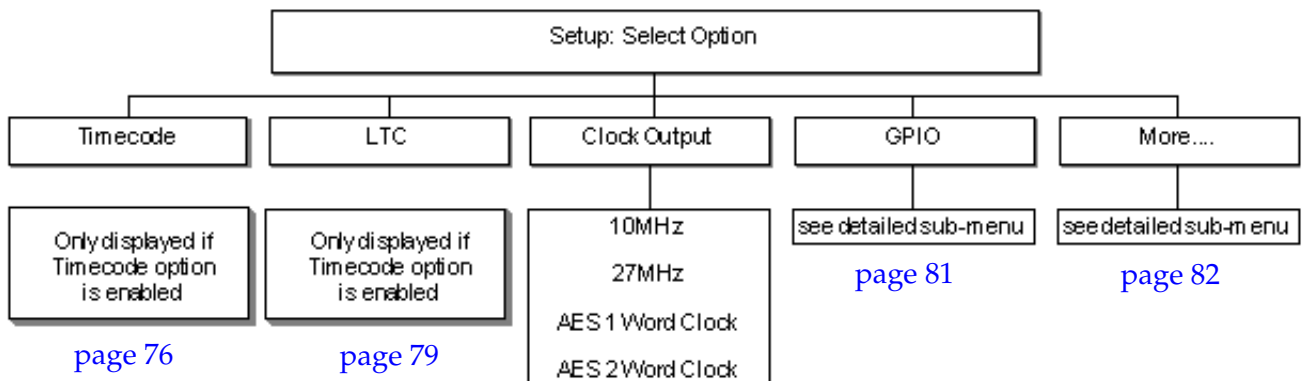 Setup: Select Option
Timecode
LTC
Clock Output
GPIO
More....
Only displayed if
Timecode option
is enabled
page 76
Only displayed if
Timecode option
is enabled
page 79
10MHz
27MHz
AES 1 Word Clock
AES 2 Word Clock
see detailed sub-menu
page 81
see detailed sub-menu
page 82